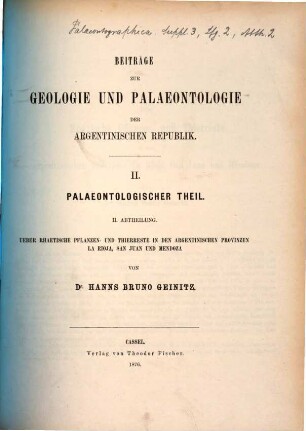 Palaeontographica Suppl 3, Lfg. 2, Abth. 2
BEITRÄGE
ZUR
GEOLOGIE UND PALAEONTOLOGIE
DER
ARGENTINISCHEN REPUBLIK.
II.
PALAEONTOLOGISCHER THEIL.
II. ABTHEILUNG.
UEBER RHAETISCHE PFLANZEN- UND THIERRESTE IN DEN ARGENTINISCHEN PROVINZEN
LA RIOJA, SAN JUAN UND MENDOZA
VON
DR. HANNS BRUNO GEINITZ.
CASSEL.
Verlag von Theodor Fischer.
1876.